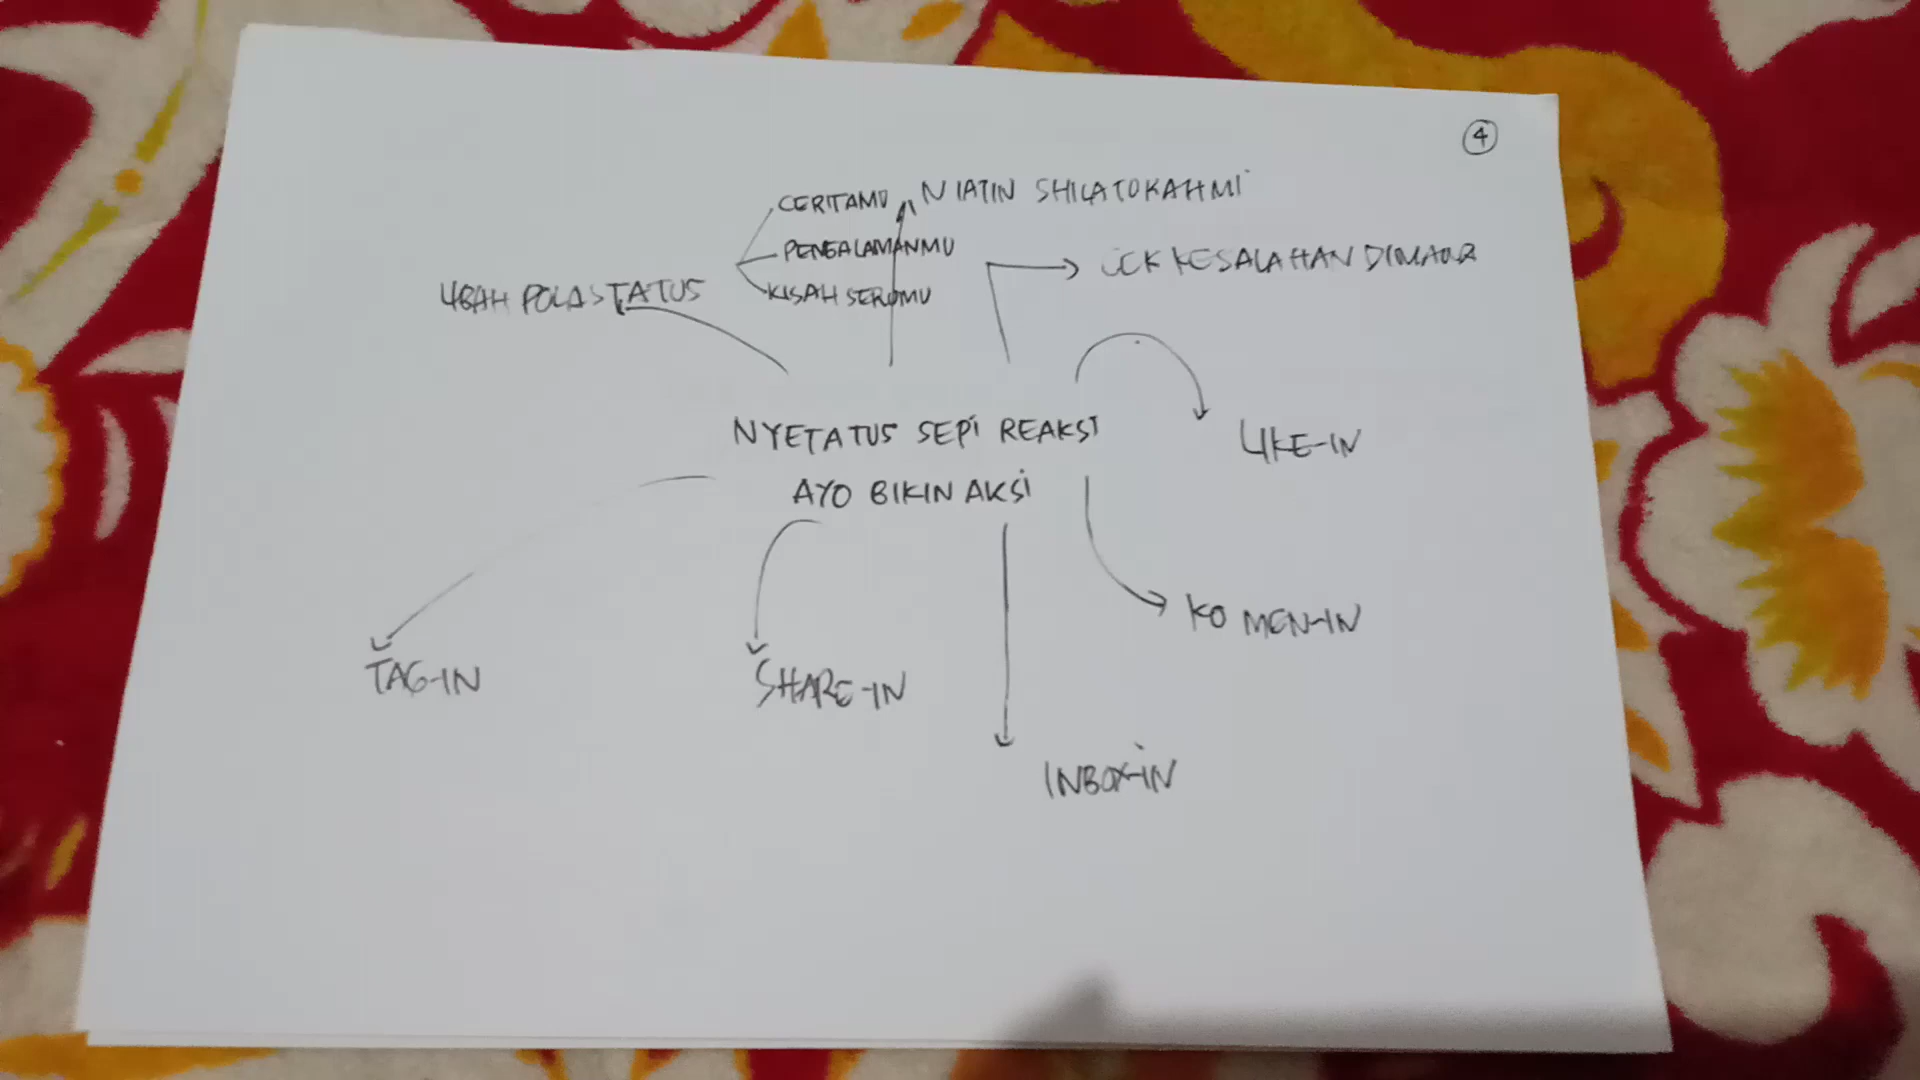 4
CERITAMU
NIATIN SHILATORAHMI
PENGALAMANMU
CEK KESALAHAN DIMANA
UBAH POLA STATUS
KISAH SERUMU
NYETATUS SEPI REAKSI
LIKE-IN
AYO BIKIN AKSI
KOMEN-IN
TAG-IN
SHARE-IN
INBOX-IN